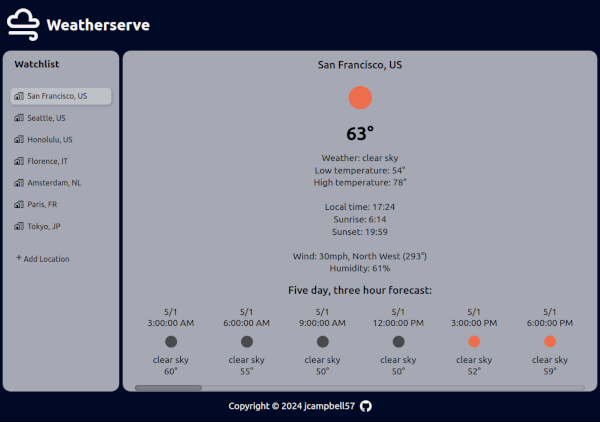 Weatherserve
Watchlist
San Francisco, US
Seattle, US
Honolulu, US
Florence, IT
Amsterdam, NL
Paris, FR
Tokyo, JP
+ Add Location
San Francisco, US
63°
Weather: clear sky
Low temperature: 54°
High temperature: 78°
Local time: 17:24
Sunrise: 6:14
Sunset: 19:59
Wind: 30mph, North West (293°)
Humidity: 61%
Five day, three hour forecast:
5/1 5/1 5/1 5/1 5/1 5/1
3:00:00 AM 6:00:00 AM 9:00:00 AM 12:00:00 PM 3:00:00 PM 6:00:00 PM
clear sky clear sky clear sky clear sky clear sky clear sky
60° 55° 50° 50° 52° 59°
Copyright © 2024 jcampbell57